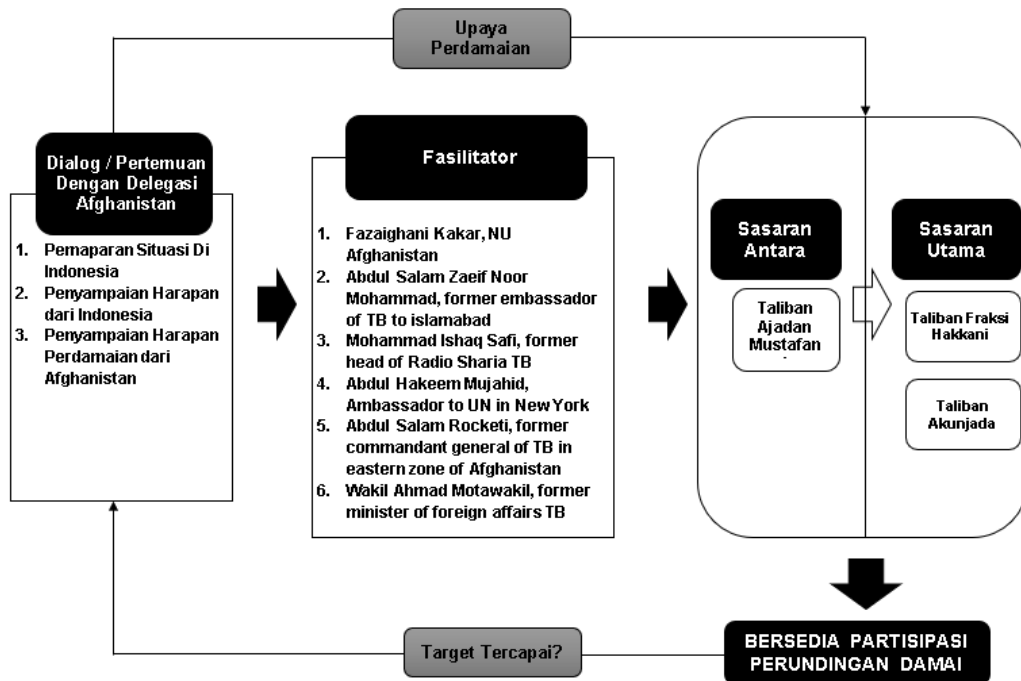 Upaya
Perdamaian
Dialog / Pertemuan
Dengan Delegasi
Afghanistan
1. Pemaparan Situasi Di
Indonesia
2. Penyampaian Harapan
dari Indonesia
3. Penyampaian Harapan
Perdamaian dari
Afghanistan
Fasilitator
1. Fazaighani Kakar, NU
Afghanistan
2. Abdul Salam Zaeif Noor
Mohammad, former embassador
of TB to islamabad
3. Mohammad Ishaq Safi, former
head of Radio Sharia TB
4. Abdul Hakeem Mujahid,
Ambassador to UN in New York
5. Abdul Salam Rocketi, former
commandant general of TB in
eastern zone of Afghanistan
6. Wakil Ahmad Motawakil, former
minister of foreign affairs TB
Sasaran
Antara
Taliban
Ajadan
Mustafan
Sasaran
Utama
Taliban Fraksi
Hakkani
Taliban
Akunjada
BERSEDIA PARTISIPASI
PERUNDINGAN DAMAI
Target Tercapai?